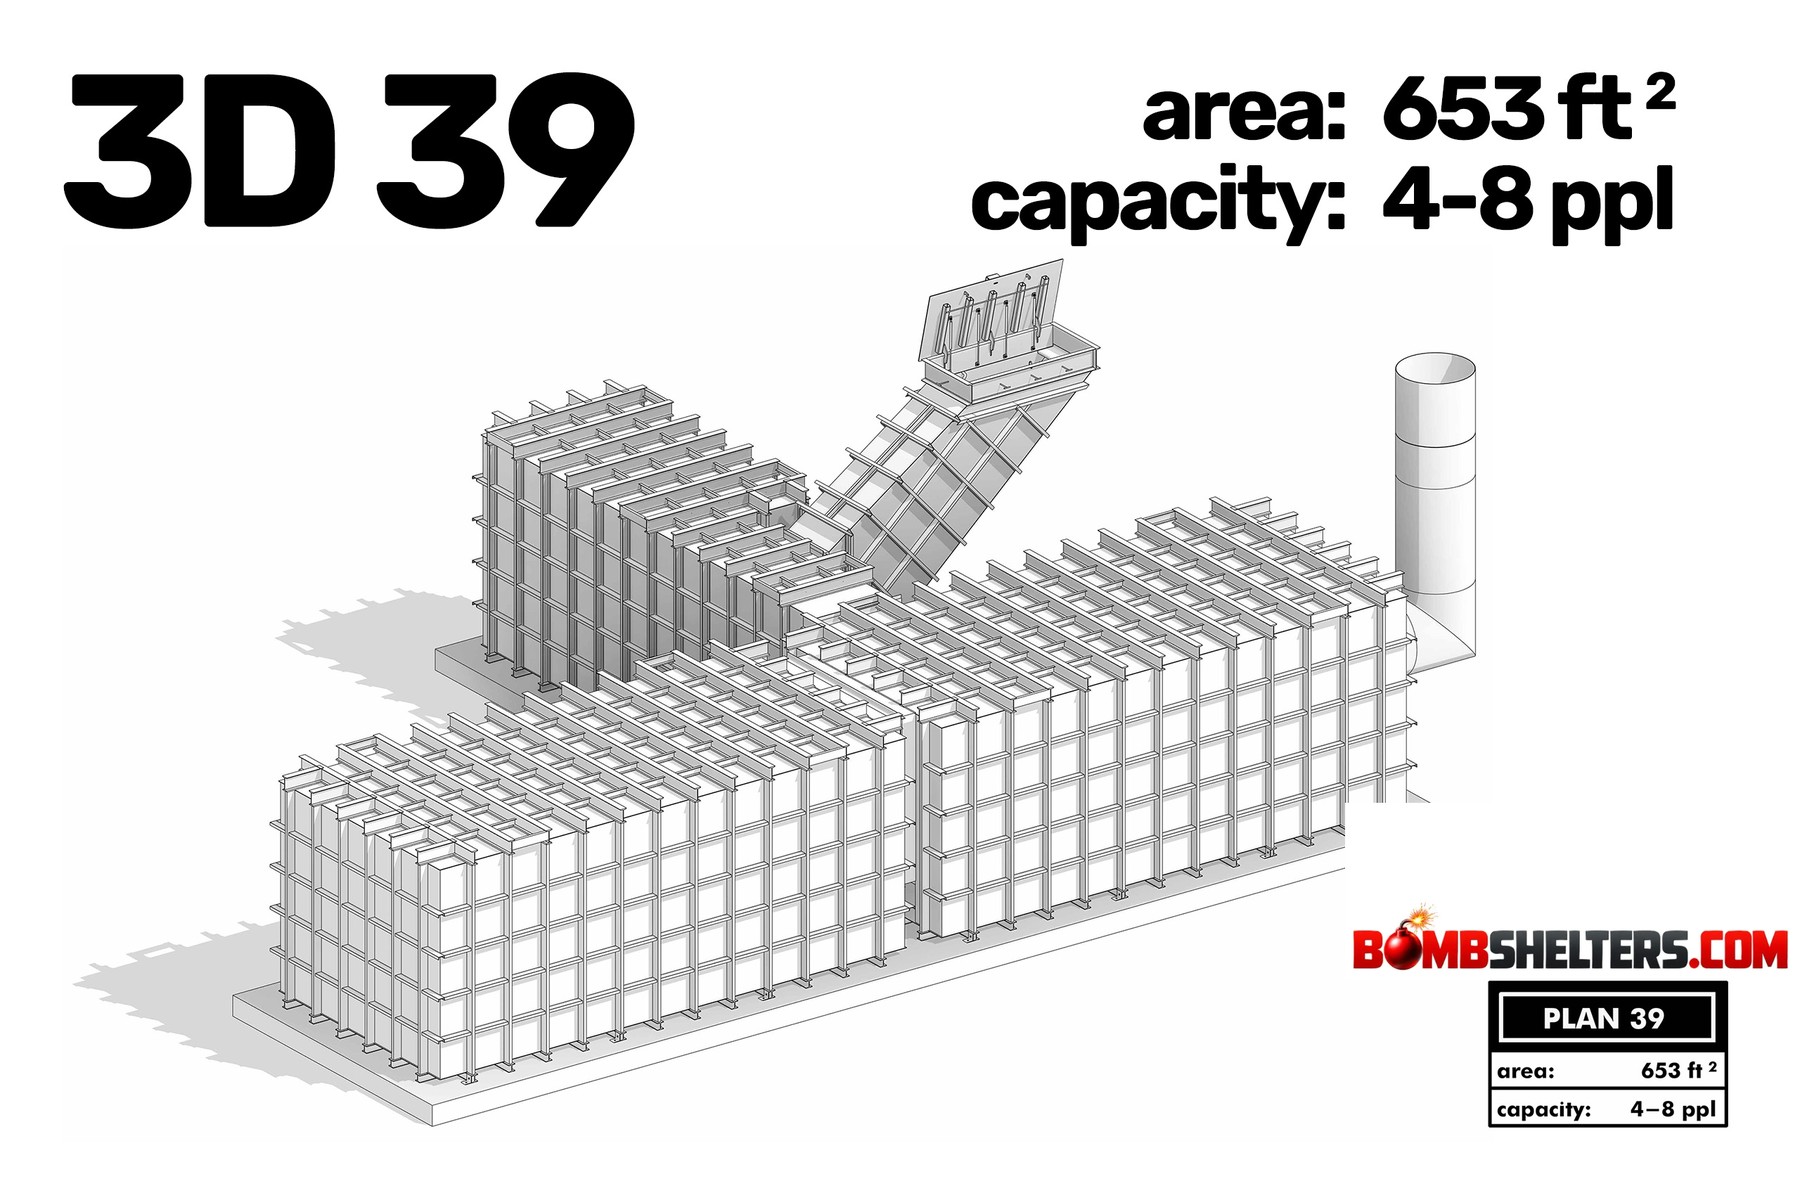 3D 39
area: 653 ft ²
capacity: 4-8 ppl
BOMBSHELTERS.COM
PLAN 39
area: 653 ft ²
capacity: 4–8 ppl